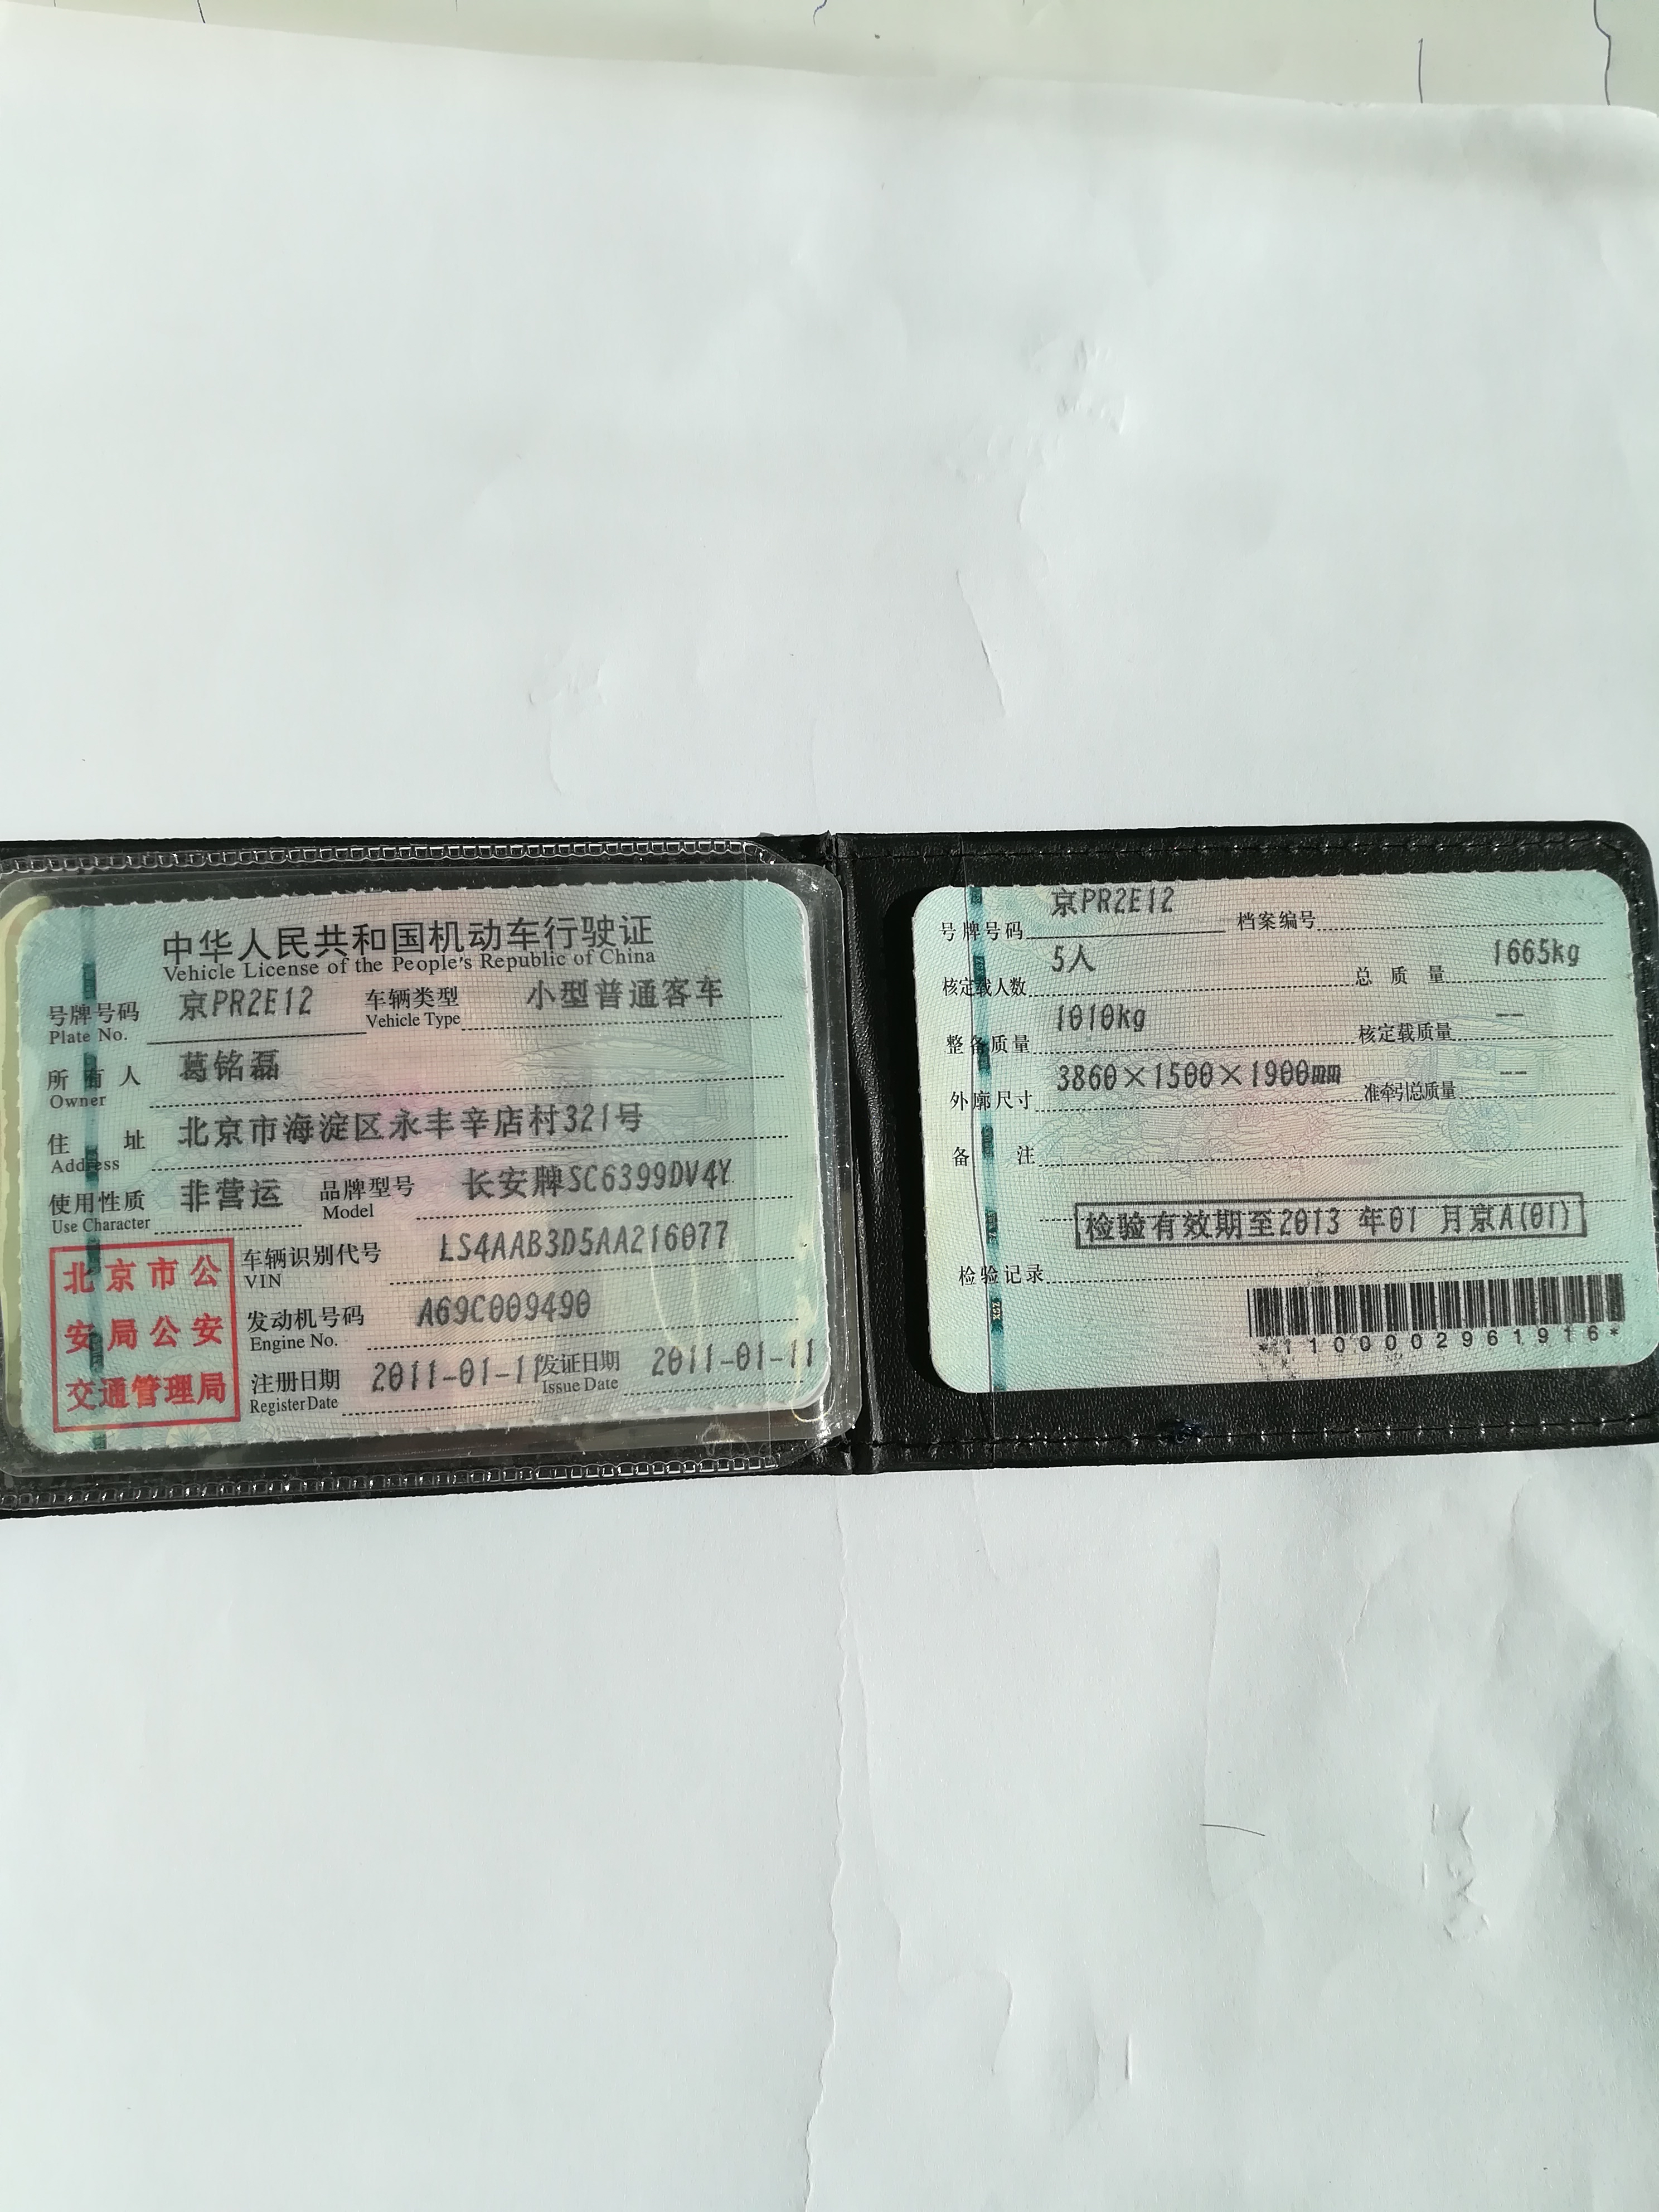 中华人民共和国机动车行驶证
Vehicle License of the People's Republic of China
号牌号码 京PR2E12 车辆类型 小型普通客车
Plate No. Vehicle Type
所有人 葛铭磊
Owner
住址 北京市海淀区永丰辛店村321号
Address
使用性质 非营运 品牌型号 长安牌SC6399DV4Y
Use Character Model
车辆识别代号 LS4AAB3D5AA216077
VIN
发动机号码 A69C009490
Engine No.
注册日期 2011-01-11 发证日期 2011-01-11
Register Date Issue Date
北京市公
安局公安
交通管理局
号牌号码 京PR2E12 档案编号
核定载人数 5人 总质量 1665kg
整备质量 1010kg 核定载质量 --
外廓尺寸 3860×1500×1900mm 准牵引总质量 --
备注
检验有效期至2013 年01 月京A(01)
检验记录
*1100002961916*